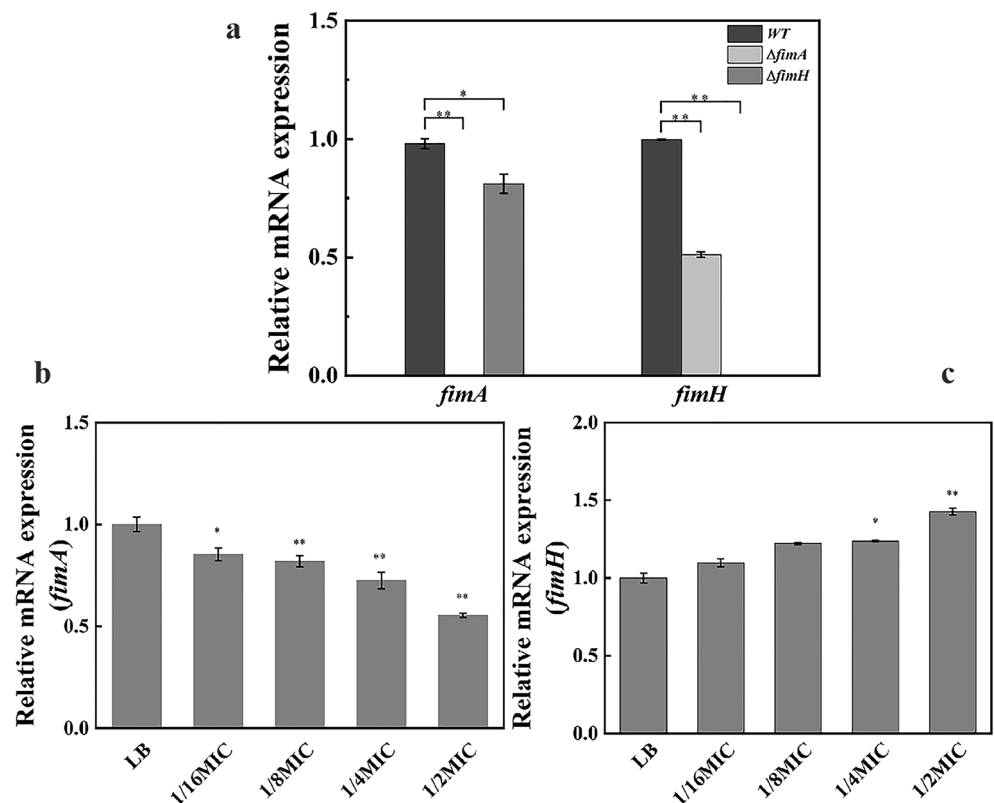 a
Relative mRNA expression
1.5
1.0
0.5
0.0
WT
ΔfimA
ΔfimH
*
**
**
**
fimA
fimH
b
Relative mRNA expression
(fimA)
1.5
1.0
0.5
0.0
*
**
**
**
LB
1/16MIC
1/8MIC
1/4MIC
1/2MIC
c
Relative mRNA expression
(fimH)
2.0
1.5
1.0
0.5
0.0
*
**
LB
1/16MIC
1/8MIC
1/4MIC
1/2MIC